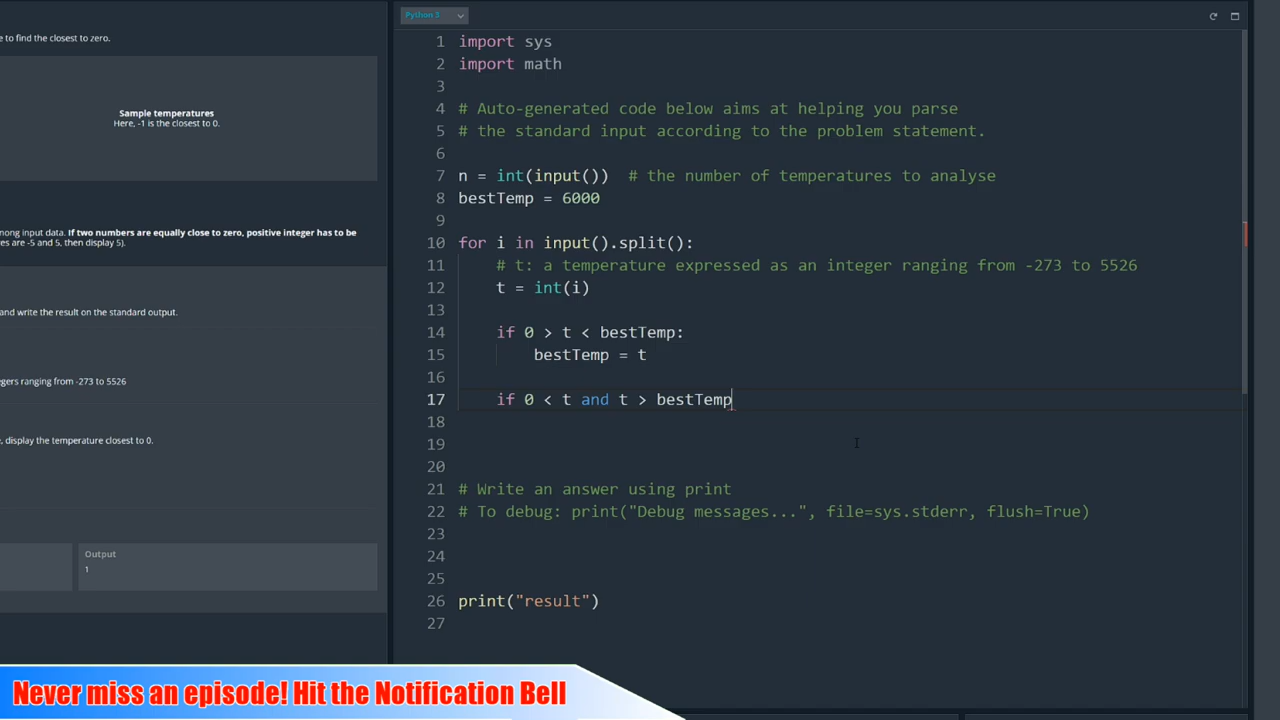 Python 3
e to find the closest to zero.
Sample temperatures
Here, -1 is the closest to 0.
mong input data. If two numbers are equally close to zero, positive integer has to be
res are -5 and 5, then display 5).
and write the result on the standard output.
egers ranging from -273 to 5526
e, display the temperature closest to 0.
Output
1
1 import sys
2 import math
3
4 # Auto-generated code below aims at helping you parse
5 # the standard input according to the problem statement.
6
7 n = int(input())  # the number of temperatures to analyse
8 bestTemp = 6000
9
10 for i in input().split():
11 # t: a temperature expressed as an integer ranging from -273 to 5526
12 t = int(i)
13
14 if 0 > t < bestTemp:
15 bestTemp = t
16
17 if 0 < t and t > bestTemp
18
19
20
21 # Write an answer using print
22 # To debug: print("Debug messages...", file=sys.stderr, flush=True)
23
24
25
26 print("result")
27
Never miss an episode! Hit the Notification Bell